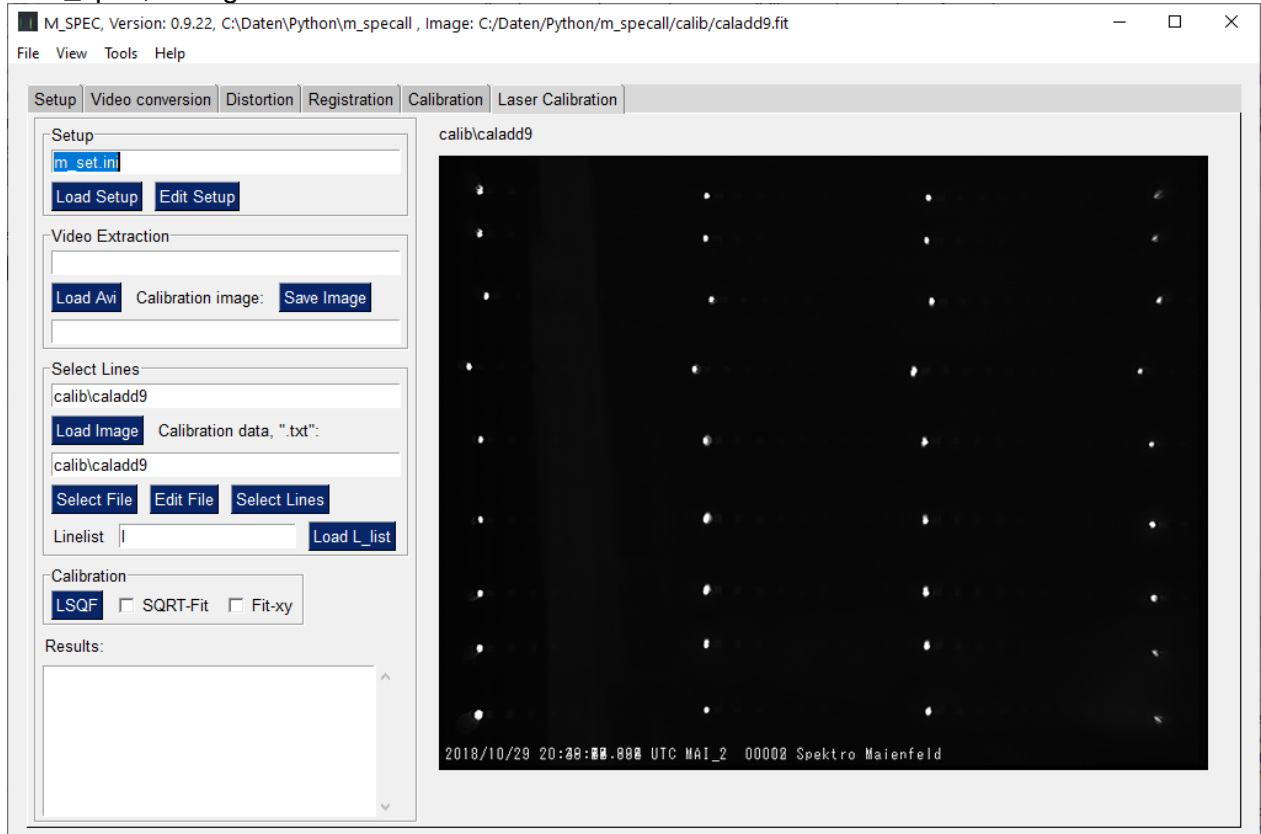 M_SPEC, Version: 0.9.22, C:\Daten\Python\m_specall , Image: C:/Daten/Python/m_specall/calib/caladd9.fit
File View Tools Help
Setup Video conversion Distortion Registration Calibration Laser Calibration
Setup
m_set.ini
Load Setup Edit Setup
Video Extraction
Load Avi Calibration image: Save Image
Select Lines
calib\caladd9
Load Image Calibration data, ".txt":
calib\caladd9
Select File Edit File Select Lines
Linelist l Load L_list
Calibration
LSQF SQRT-Fit Fit-xy
Results:
calib\caladd9
2018/10/29 UTC MAI_2 Spektro Maienfeld